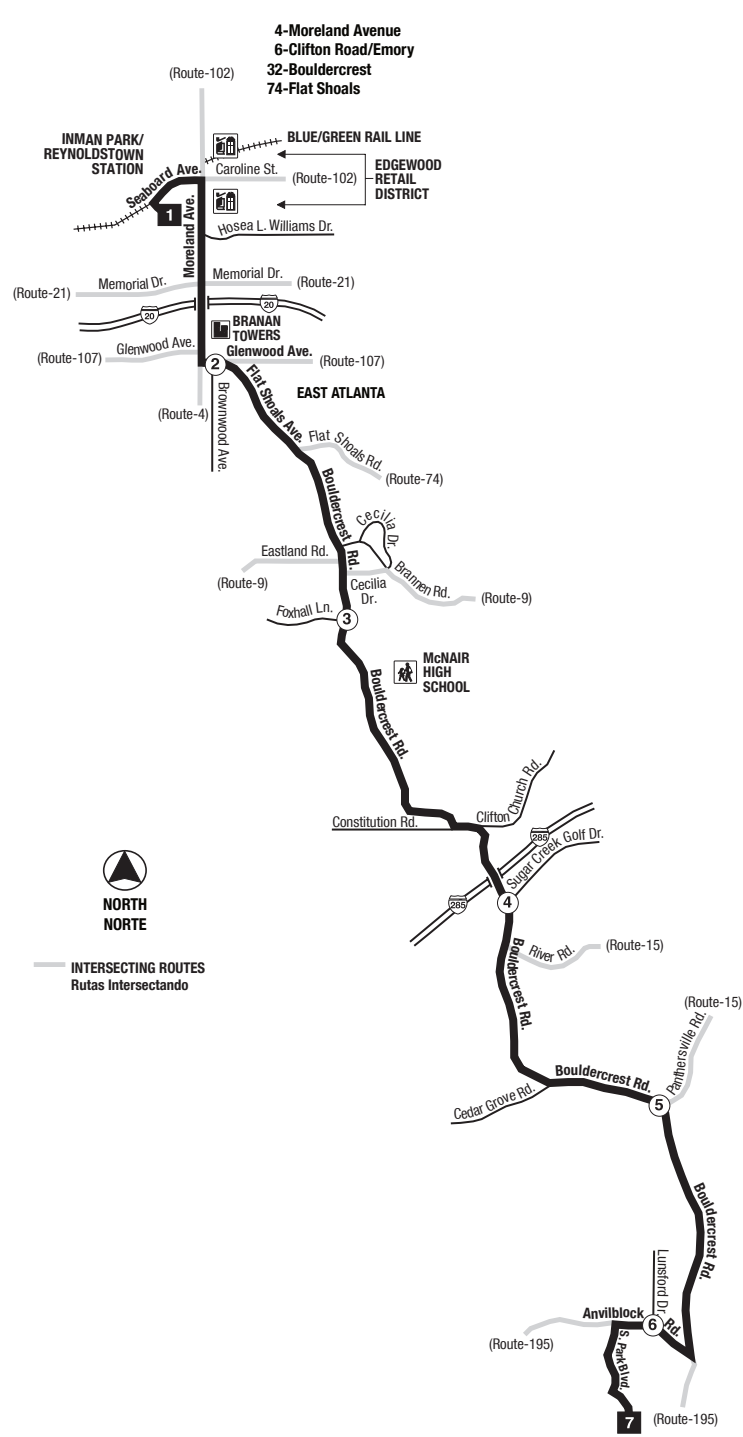 4-Moreland Avenue
6-Clifton Road/Emory
32-Bouldercrest
74-Flat Shoals
(Route-102)
INMAN PARK/
REYNOLDSTOWN
STATION
BLUE/GREEN RAIL LINE
EDGEWOOD
RETAIL
DISTRICT
Seaboard Ave.
Caroline St.
(Route-102)
1
Moreland Ave.
Hosea L. Williams Dr.
Memorial Dr.
(Route-21)
Memorial Dr.
(Route-21)
20
20
BRANAN
TOWERS
Glenwood Ave.
(Route-107)
Glenwood Ave.
(Route-107)
2
Flat Shoals Ave.
EAST ATLANTA
(Route-4)
Brownwood Ave.
Flat Shoals Rd.
(Route-74)
Bouldercrest Rd.
Cecilia Dr.
Eastland Rd.
(Route-9)
Cecilia
Dr.
Brannen Rd.
(Route-9)
Foxhall Ln.
3
McNAIR
HIGH
SCHOOL
Bouldercrest Rd.
Constitution Rd.
Clifton Church Rd.
285
Sugar Creek Golf Dr.
285
4
NORTH
NORTE
INTERSECTING ROUTES
Rutas Intersectando
Bouldercrest Rd.
River Rd.
(Route-15)
(Route-15)
Panthersville Rd.
Bouldercrest Rd.
5
Cedar Grove Rd.
Bouldercrest Rd.
Lunsford Dr.
Anvilblock Rd.
6
(Route-195)
S. Park Blvd.
7
(Route-195)